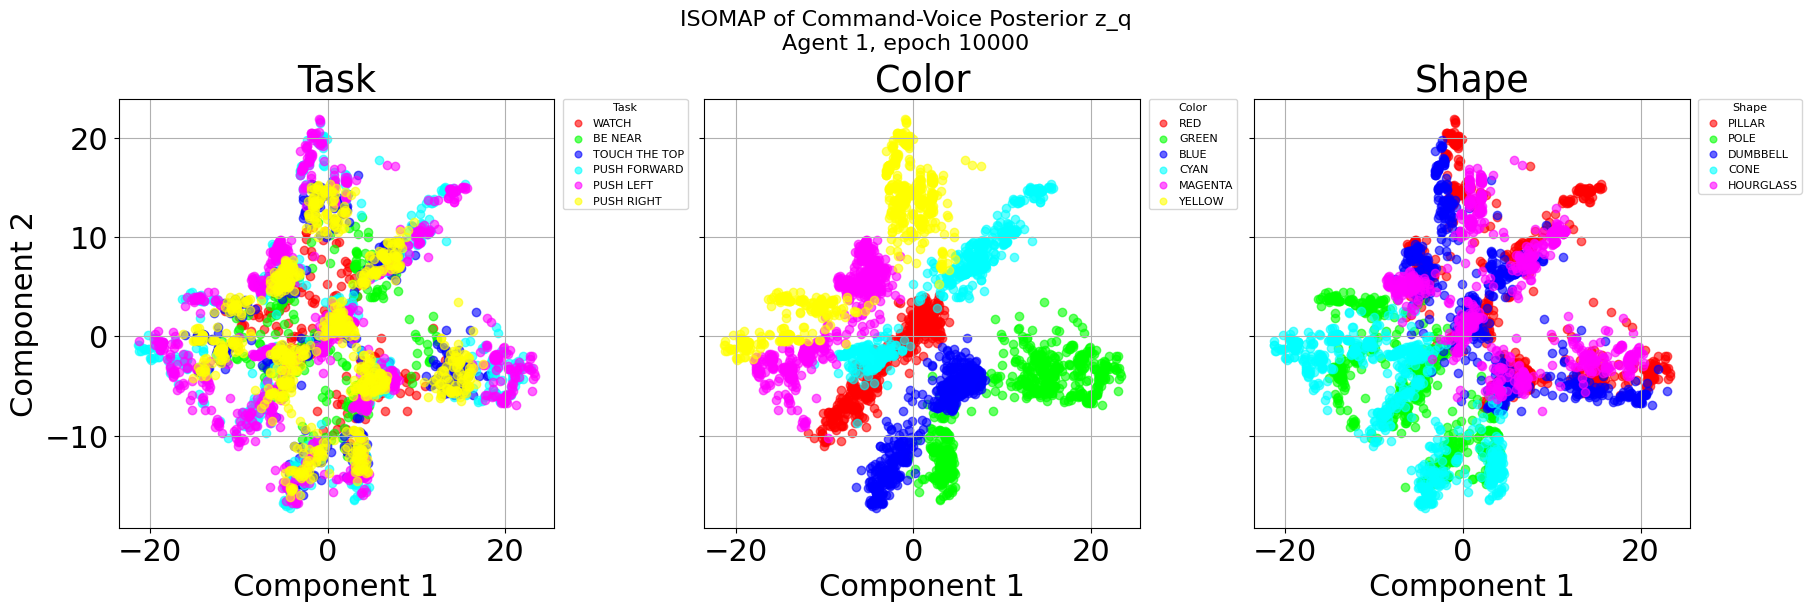 ISOMAP of Command-Voice Posterior z_q
Agent 1, epoch 10000
Task
Color
Shape
Task
WATCH
BE NEAR
TOUCH THE TOP
PUSH FORWARD
PUSH LEFT
PUSH RIGHT
Color
RED
GREEN
BLUE
CYAN
MAGENTA
YELLOW
Shape
PILLAR
POLE
DUMBBELL
CONE
HOURGLASS
Component 2
20
10
0
−10
−20 0 20
−20 0 20
−20 0 20
Component 1
Component 1
Component 1